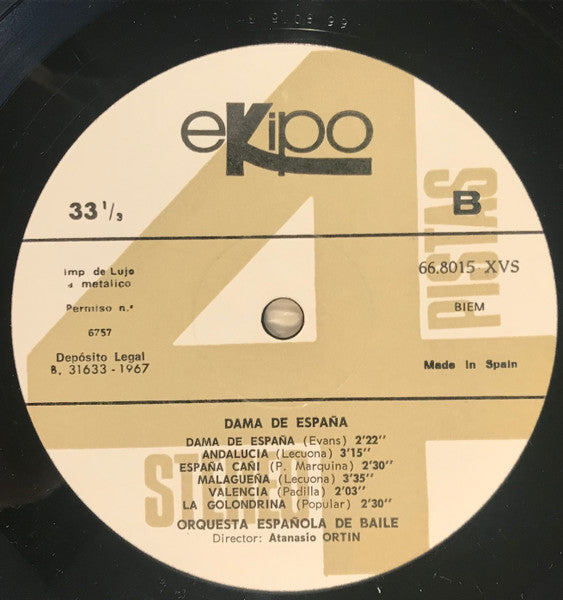 ekipo
33 1/3
B
Imp de Lujo
a metálico
Permiso n.º
6757
Depósito Legal
B. 31633-1967
66.8015 XVS
BIEM
Made in Spain
4 PISTAS
STEREO
DAMA DE ESPAÑA
DAMA DE ESPAÑA (Evans) 2'22''
ANDALUCIA (Lecuona) 3'15''
ESPAÑA CAÑI (P. Marquina) 2'30''
MALAGUEÑA (Lecuona) 3'35''
VALENCIA (Padilla) 2'03''
LA GOLONDRINA (Popular) 2'30''
ORQUESTA ESPAÑOLA DE BAILE
Director: Atanasio ORTIN